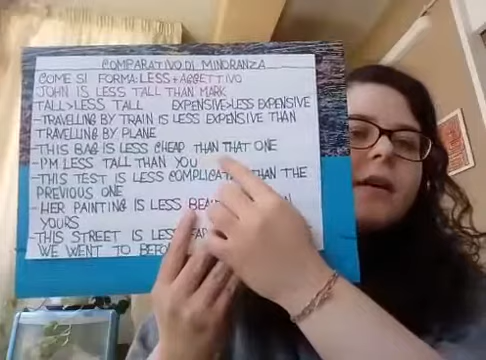 COMPARATIVO DI MINORANZA
COME SI FORMA: LESS + AGGETTIVO
JOHN IS LESS TALL THAN MARK
TALL>LESS TALL EXPENSIVE>LESS EXPENSIVE
-TRAVELLING BY TRAIN IS LESS EXPENSIVE THAN
TRAVELLING BY PLANE
-THIS BAG IS LESS CHEAP THAN THAT ONE
-I'M LESS TALL THAN YOU
-THIS TEST IS LESS THAN THE
PREVIOUS ONE
-HER PAINTING IS LESS
YOURS
-THIS STREET IS LESS
WE WENT TO